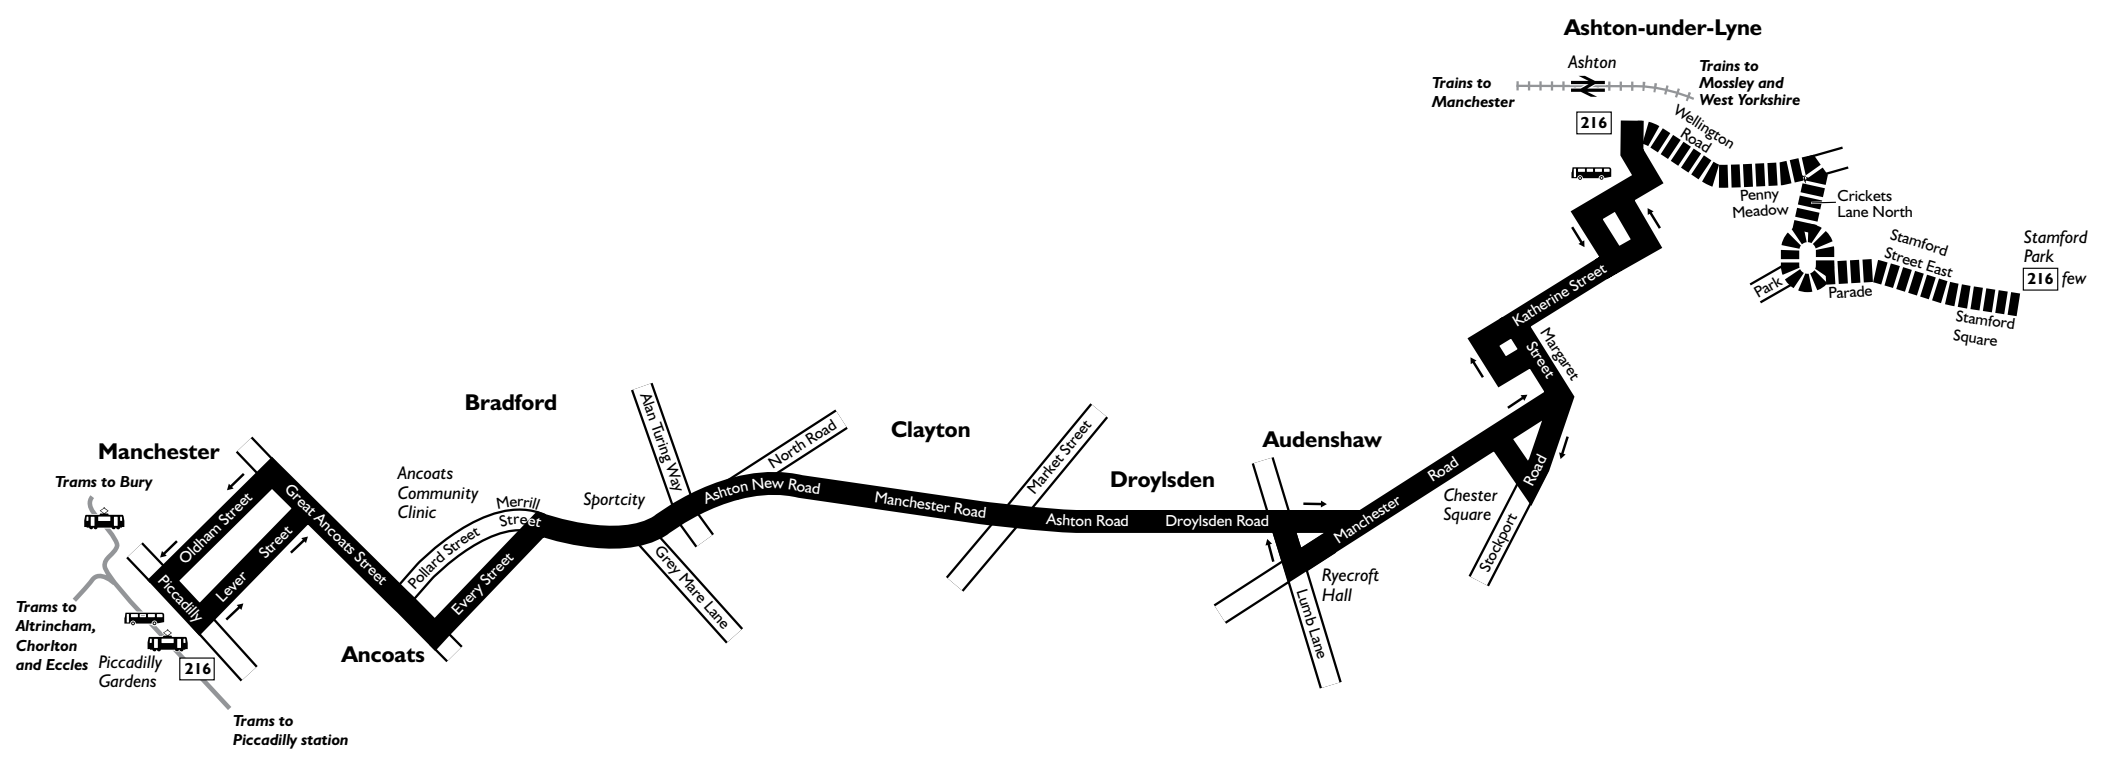 Ashton-under-Lyne
Ashton
Trains to
Manchester
Trains to
Mossley and
West Yorkshire
216
Wellington
Road
Penny
Meadow
Crickets
Lane North
Stamford
Street East
Stamford
Park
216 few
Park
Parade
Stamford
Square
Katherine Street
Margaret
Street
Bradford
Clayton
Audenshaw
Droylsden
Manchester
Trams to Bury
Ancoats
Community
Clinic
Merrill
Street
Sportcity
Alan Turing Way
North Road
Ashton New Road
Manchester Road
Market Street
Ashton Road
Droylsden Road
Manchester
Road
Chester
Square
Road
Stockport
Oldham Street
Great Ancoats Street
Piccadilly
Lever
Street
Pollard Street
Every Street
Grey Mare Lane
Ryecroft
Hall
Lumb Lane
Trams to
Altrincham,
Chorlton
and Eccles
Piccadilly
Gardens
216
Ancoats
Trams to
Piccadilly station